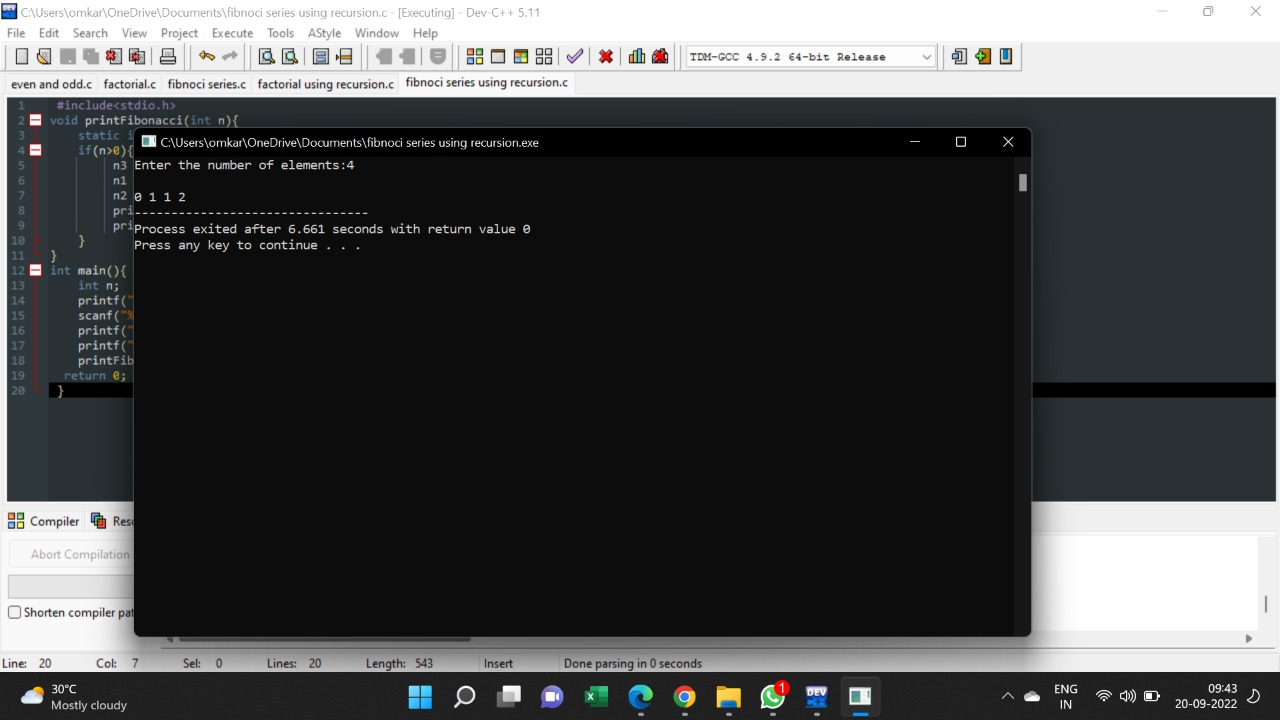 C:\Users\omkar\OneDrive\Documents\fibnoci series using recursion.c - [Executing] - Dev-C++ 5.11
File Edit Search View Project Execute Tools AStyle Window Help
TDM-GCC 4.9.2 64-bit Release
even and odd.c factorial.c fibnoci series.c factorial using recursion.c fibnoci series using recursion.c
1 #include<stdio.h>
2 void printFibonacci(int n){
3 static i
4 if(n>0){
5 n3
6 n1
7 n2
8 pri
9 pri
10 }
11 }
12 int main(){
13 int n;
14 printf("
15 scanf("%
16 printf("
17 printf("
18 printFib
19 return 0;
20 }
C:\Users\omkar\OneDrive\Documents\fibnoci series using recursion.exe
Enter the number of elements:4
0 1 1 2
--------------------------------
Process exited after 6.661 seconds with return value 0
Press any key to continue . . .
Compiler Resc
Abort Compilation
Shorten compiler pat
Line: 20 Col: 7 Sel: 0 Lines: 20 Length: 543 Insert Done parsing in 0 seconds
30°C
Mostly cloudy
1
DEV
ENG
IN
09:43
20-09-2022